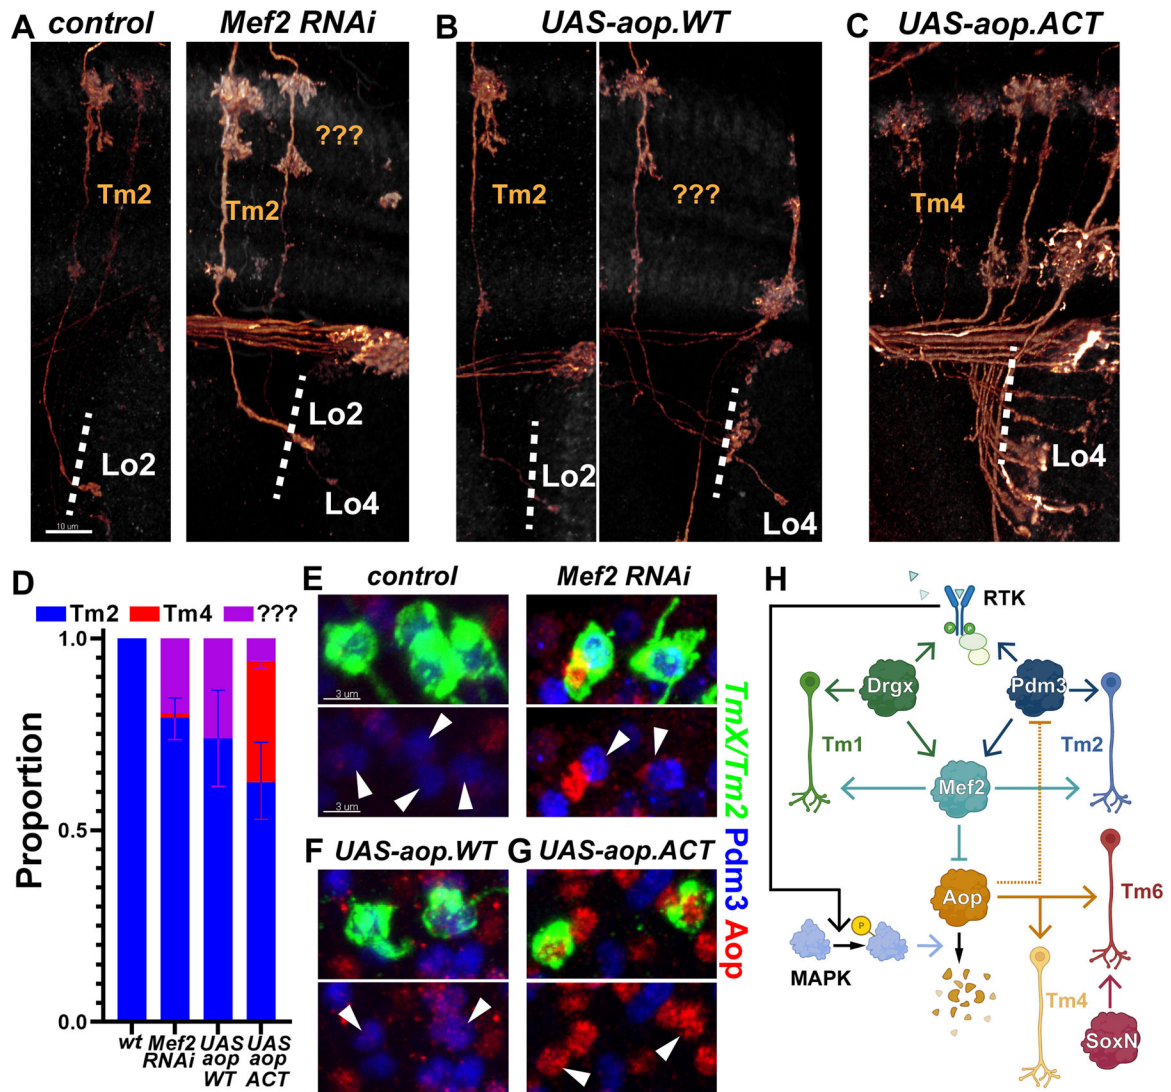 A
control
Mef2 RNAi
B
UAS-aop.WT
C
UAS-aop.ACT
Tm2
Lo2
10 um
???
Tm2
Lo2
Lo4
Tm2
Lo2
???
Lo4
Tm4
Lo4
D
Tm2
Tm4
???
Proportion
1.0
0.5
0.0
wt
Mef2
RNAi
UAS
aop
WT
UAS
aop
ACT
E
control
Mef2 RNAi
3 um
3 um
F
UAS-aop.WT
G
UAS-aop.ACT
TmX/Tm2 Pdm3 Aop
H
RTK
P
P
Drgx
Pdm3
Tm1
Tm2
Mef2
Aop
Tm6
P
MAPK
Tm4
SoxN